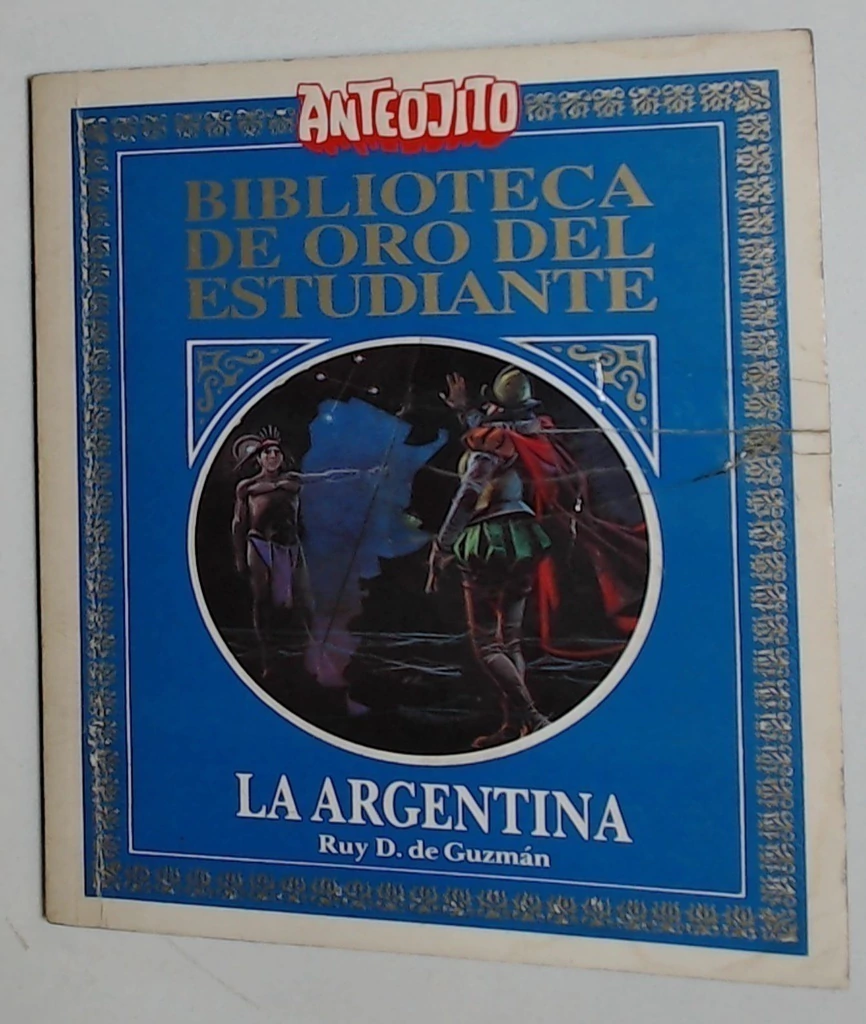 ANTEOJITO
BIBLIOTECA
DE ORO DEL
ESTUDIANTE
LA ARGENTINA
Ruy D. de Guzmán